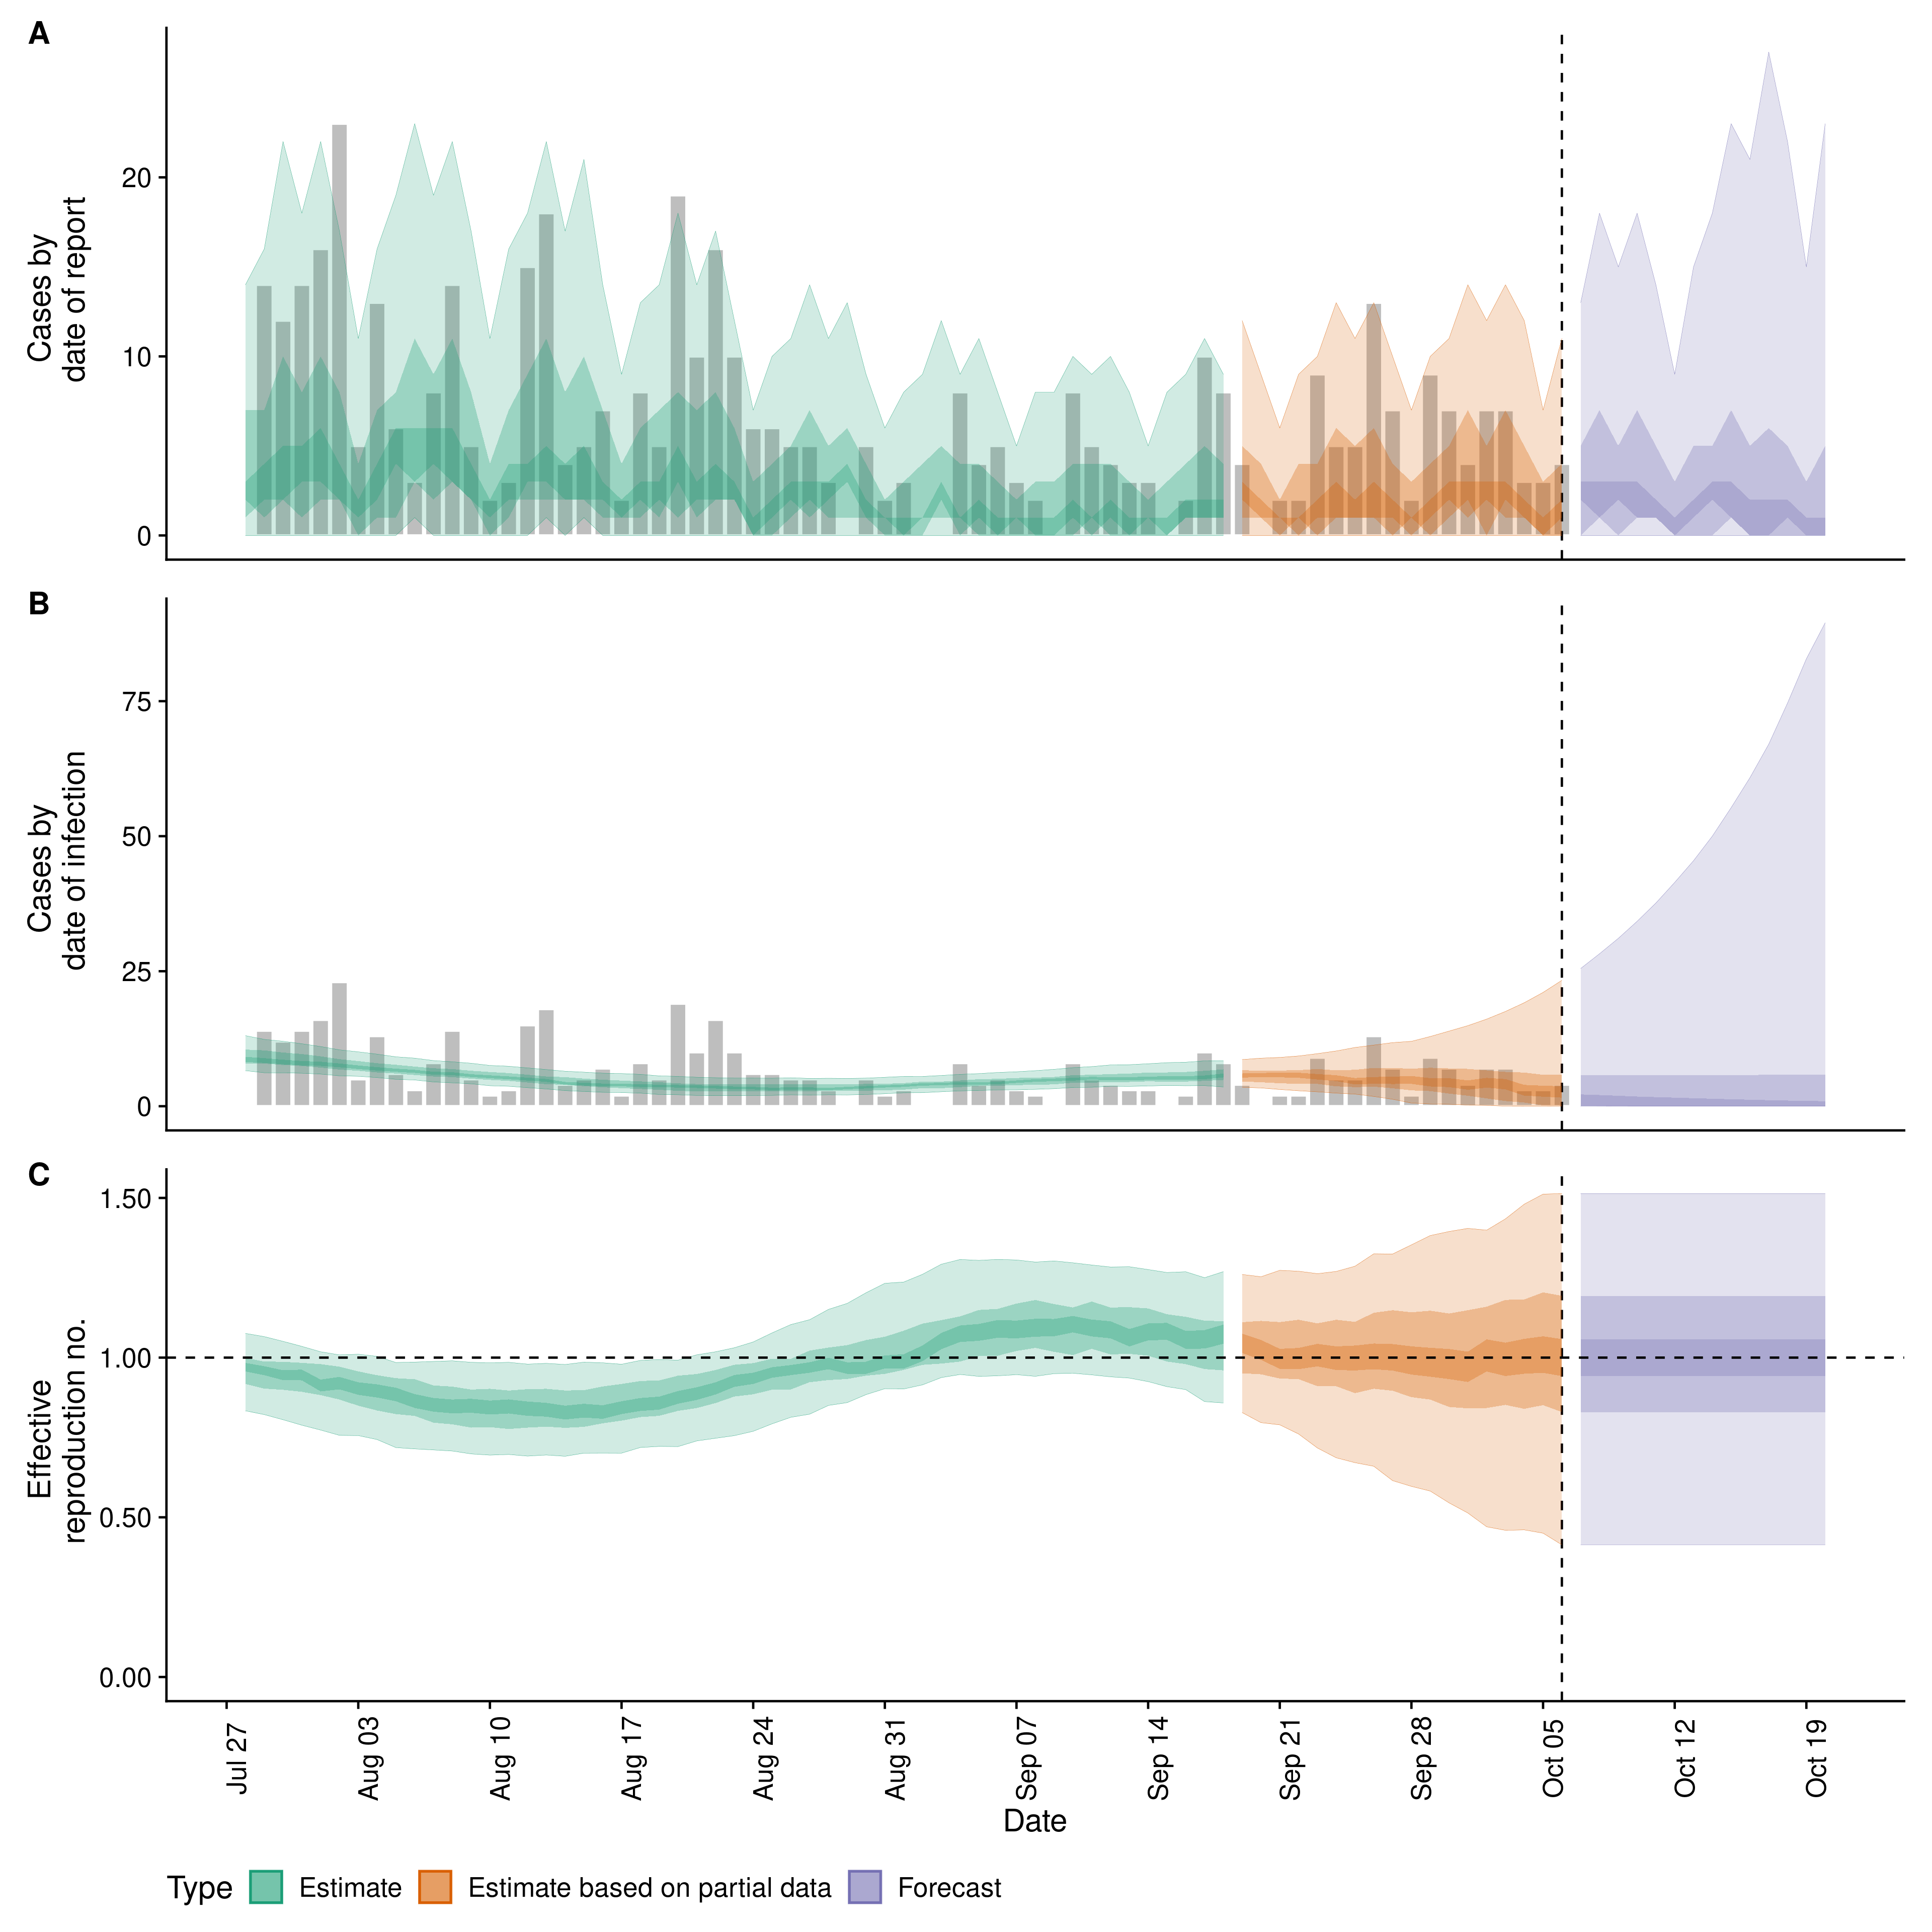 A
Cases by
date of report
20
10
0
B
Cases by
date of infection
75
50
25
0
C
Effective
reproduction no.
1.50
1.00
0.50
0.00
Jul 27
Aug 03
Aug 10
Aug 17
Aug 24
Aug 31
Sep 07
Sep 14
Sep 21
Sep 28
Oct 05
Oct 12
Oct 19
Date
Type
Estimate
Estimate based on partial data
Forecast